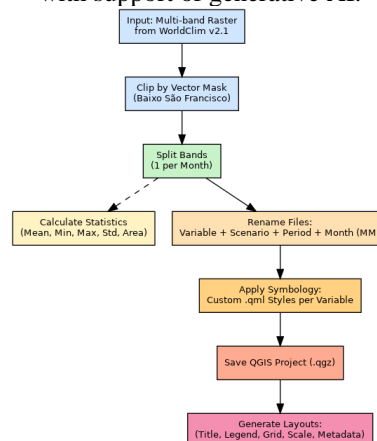 with support of generative AI.
Input: Multi-band Raster
from WorldClim v2.1
Clip by Vector Mask
(Baixo São Francisco)
Split Bands
(1 per Month)
Calculate Statistics
(Mean, Min, Max, Std, Area)
Rename Files:
Variable + Scenario + Period + Month (MM
Apply Symbology:
Custom .qml Styles per Variable
Save QGIS Project (.qgz)
Generate Layouts:
(Title, Legend, Grid, Scale, Metadata)